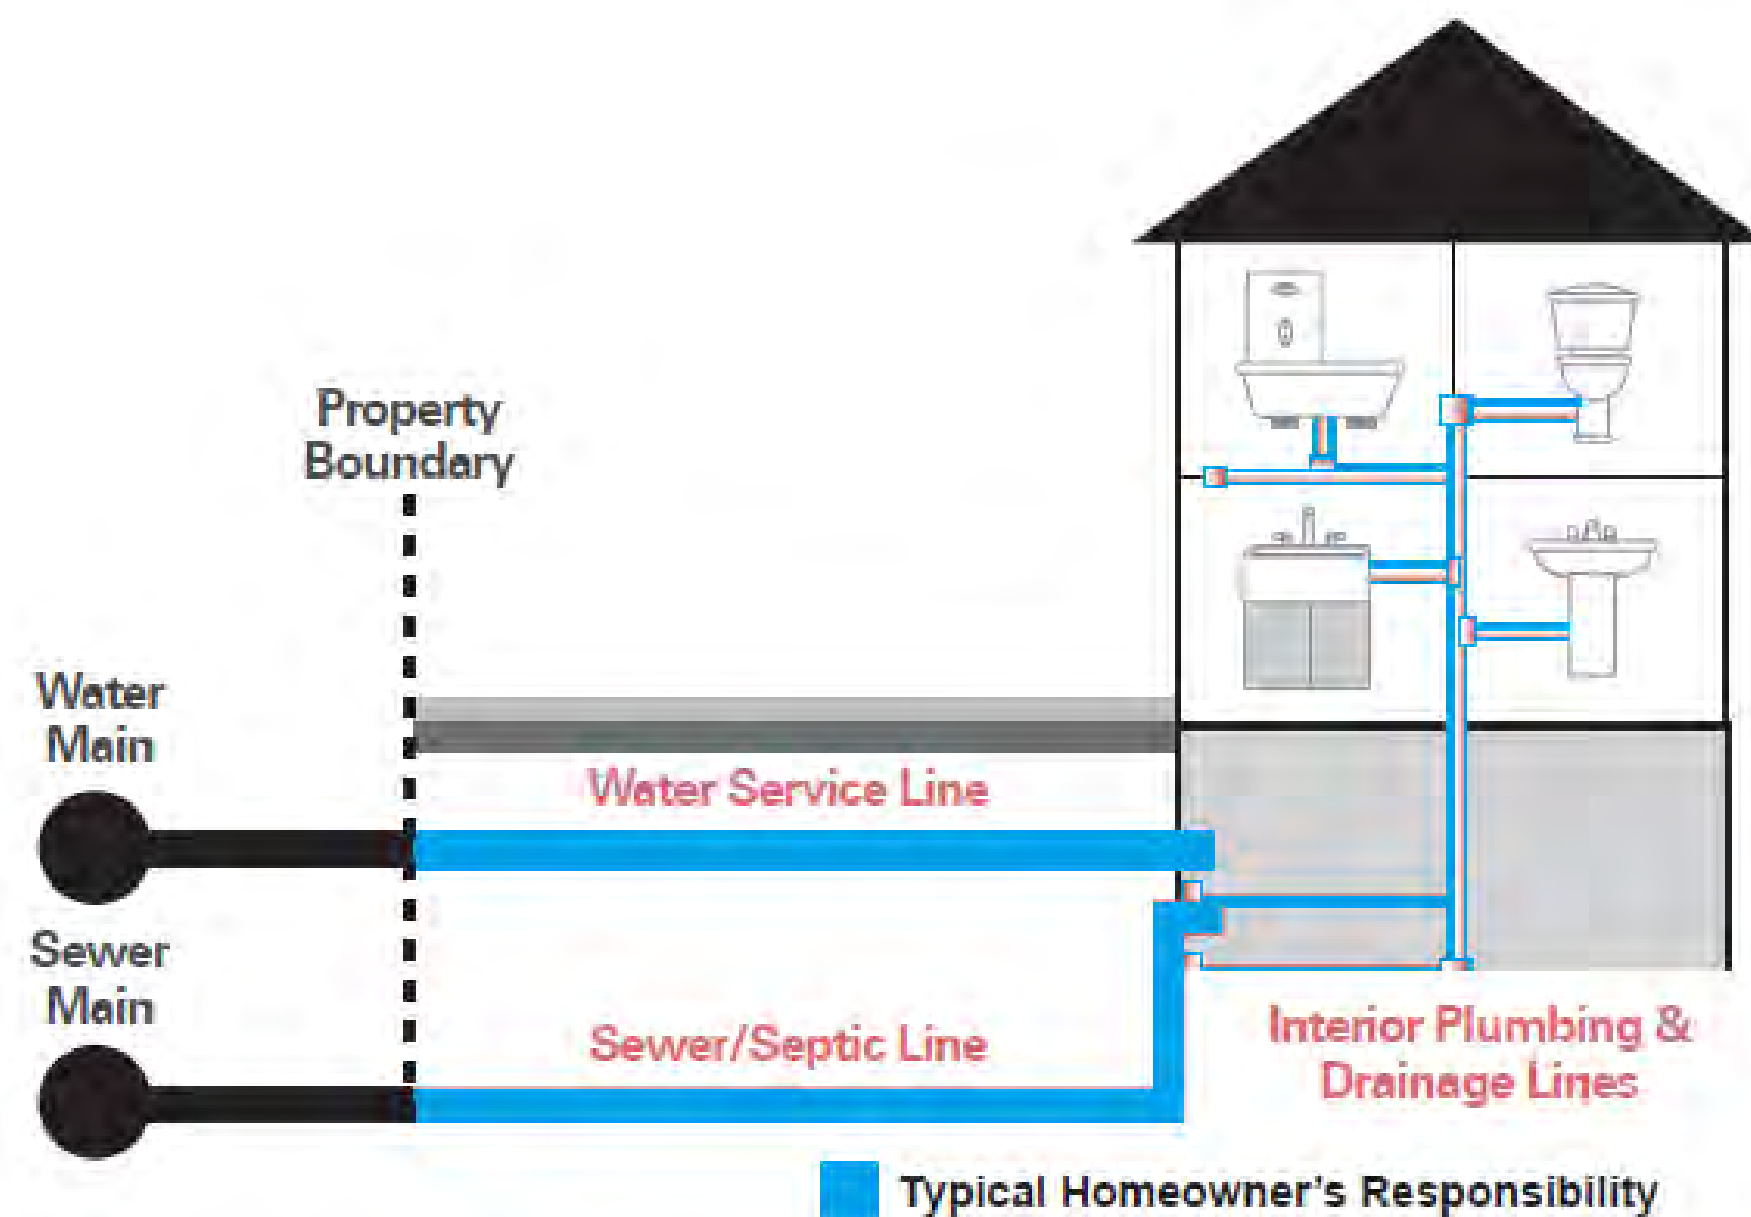 Property
Boundary
Water
Main
Water Service Line
Sewer
Main
Sewer/Septic Line
Interior Plumbing &
Drainage Lines
Typical Homeowner's Responsibility